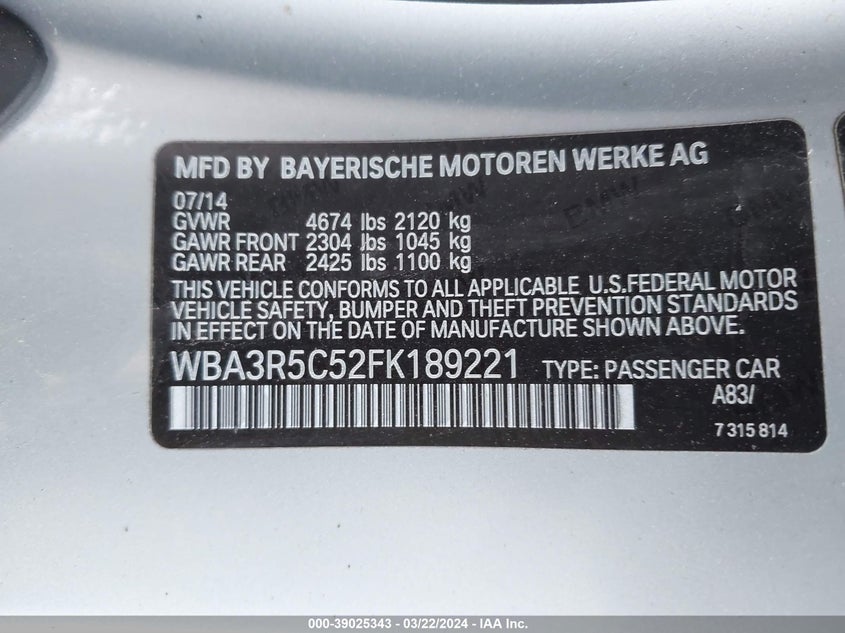 MFD BY BAYERISCHE MOTOREN WERKE AG
07/14
GVWR 4674 lbs 2120 kg
GAWR FRONT 2304 lbs 1045 kg
GAWR REAR 2425 lbs 1100 kg
THIS VEHICLE CONFORMS TO ALL APPLICABLE U.S.FEDERAL MOTOR
VEHICLE SAFETY, BUMPER AND THEFT PREVENTION STANDARDS
IN EFFECT ON THE DATE OF MANUFACTURE SHOWN ABOVE.
WBA3R5C52FK189221 TYPE: PASSENGER CAR
A83/
7 315 814
000-39025343 - 03/22/2024 - IAA Inc.